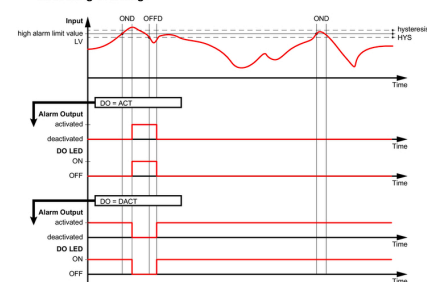 OND OFFD OND
Input
high alarm limit value
LV
hysteresis
HYS
Time
DO = ACT
Alarm Output
activated
deactivated
Time
DO LED
ON
OFF
Time
DO = DACT
Alarm Output
activated
deactivated
Time
DO LED
ON
OFF
Time